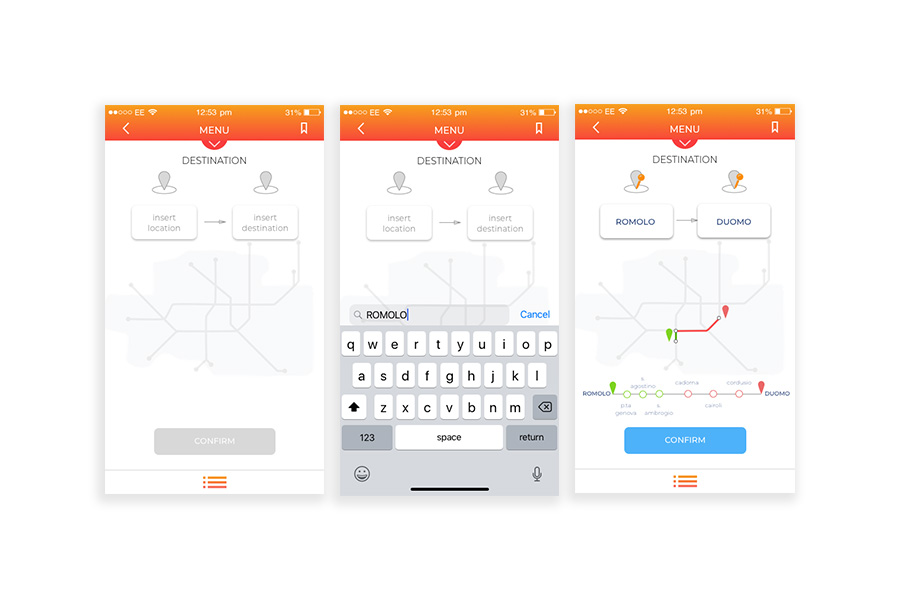 EE 12:53 pm 31%
MENU
DESTINATION
insert
location
insert
destination
CONFIRM
EE 12:53 pm 31%
MENU
DESTINATION
insert
location
insert
destination
ROMOLO
Cancel
q w e r t y u i o p
a s d f g h j k l
z x c v b n m
123 space return
EE 12:53 pm 31%
MENU
DESTINATION
ROMOLO
DUOMO
ROMOLO
p.ta
genova
s.
agostino
s.
ambrogio
cadorna
cairoli
cordusio
DUOMO
CONFIRM